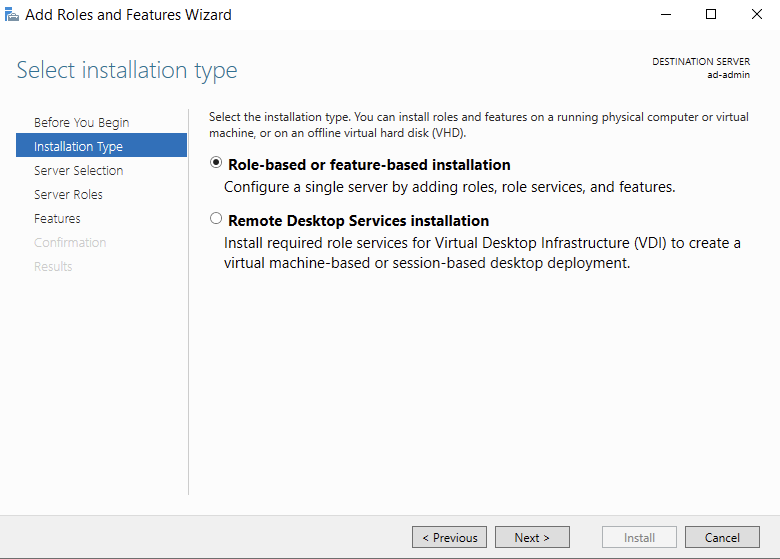 Add Roles and Features Wizard
Select installation type
DESTINATION SERVER
ad-admin
Before You Begin
Installation Type
Server Selection
Server Roles
Features
Confirmation
Results
Select the installation type. You can install roles and features on a running physical computer or virtual
machine, or on an offline virtual hard disk (VHD).
Role-based or feature-based installation
Configure a single server by adding roles, role services, and features.
Remote Desktop Services installation
Install required role services for Virtual Desktop Infrastructure (VDI) to create a
virtual machine-based or session-based desktop deployment.
< Previous
Next >
Install
Cancel